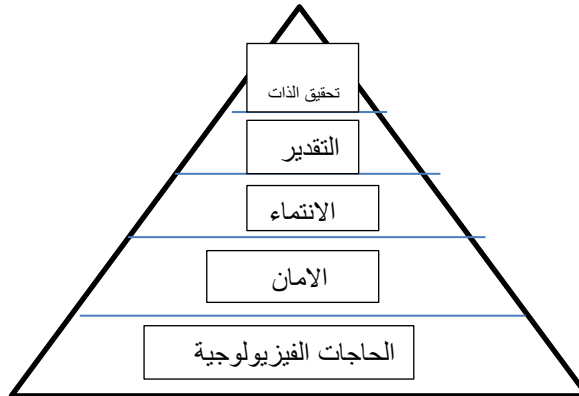 تحقيق الذات
التقدير
الانتماء
الامان
الحاجات الفيزيولوجية